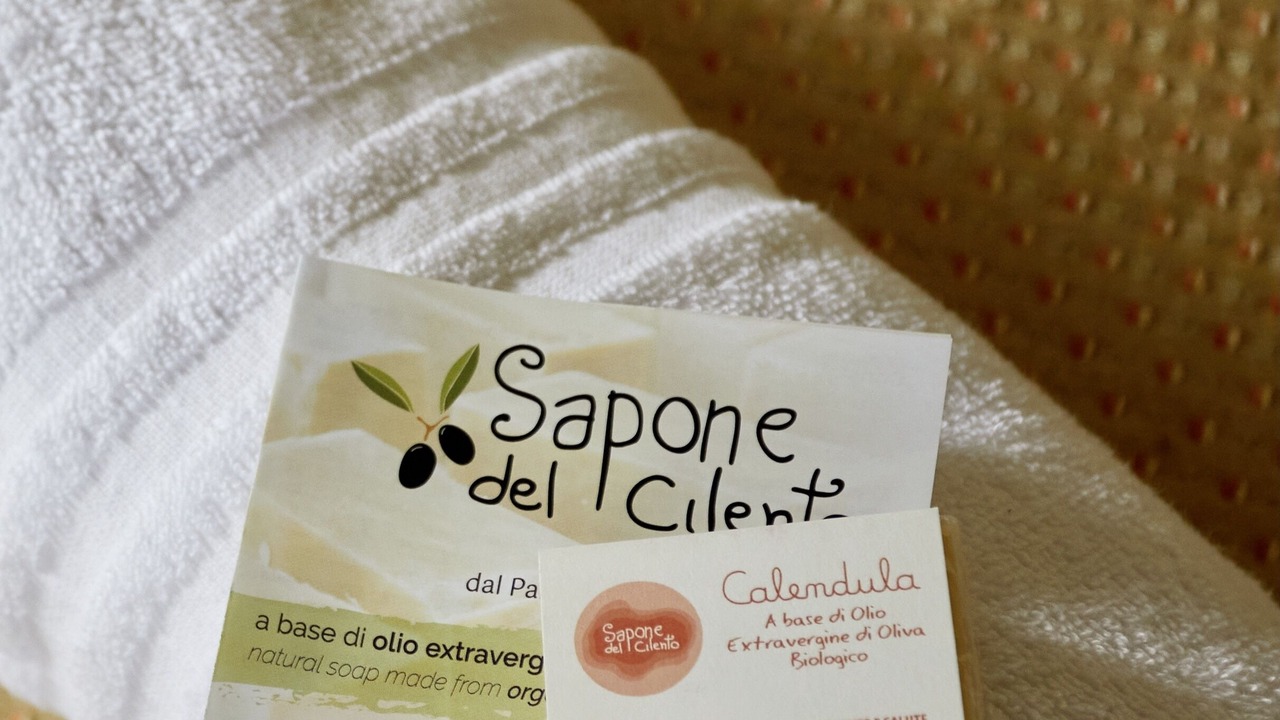 Sapone
del Cilento
dal Pa
a base di olio extraverg
natural soap made from org
Calendula
A base di Olio
Extravergine di Oliva
Biologico
Sapone
del Cilento